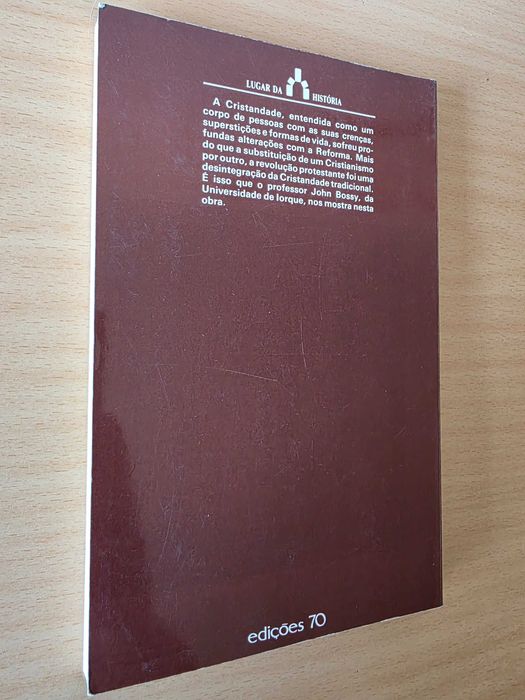 LUGAR DA HISTÓRIA
A Cristandade, entendida como um
corpo de pessoas com as suas crenças,
superstições e formas de vida, sofreu pro-
fundas alterações com a Reforma. Mais
do que a substituição de um Cristianismo
por outro, a revolução protestante foi uma
desintegração da Cristandade tradicional.
É isso que o professor John Bossy, da
Universidade de Iorque, nos mostra nesta
obra.
edições 70